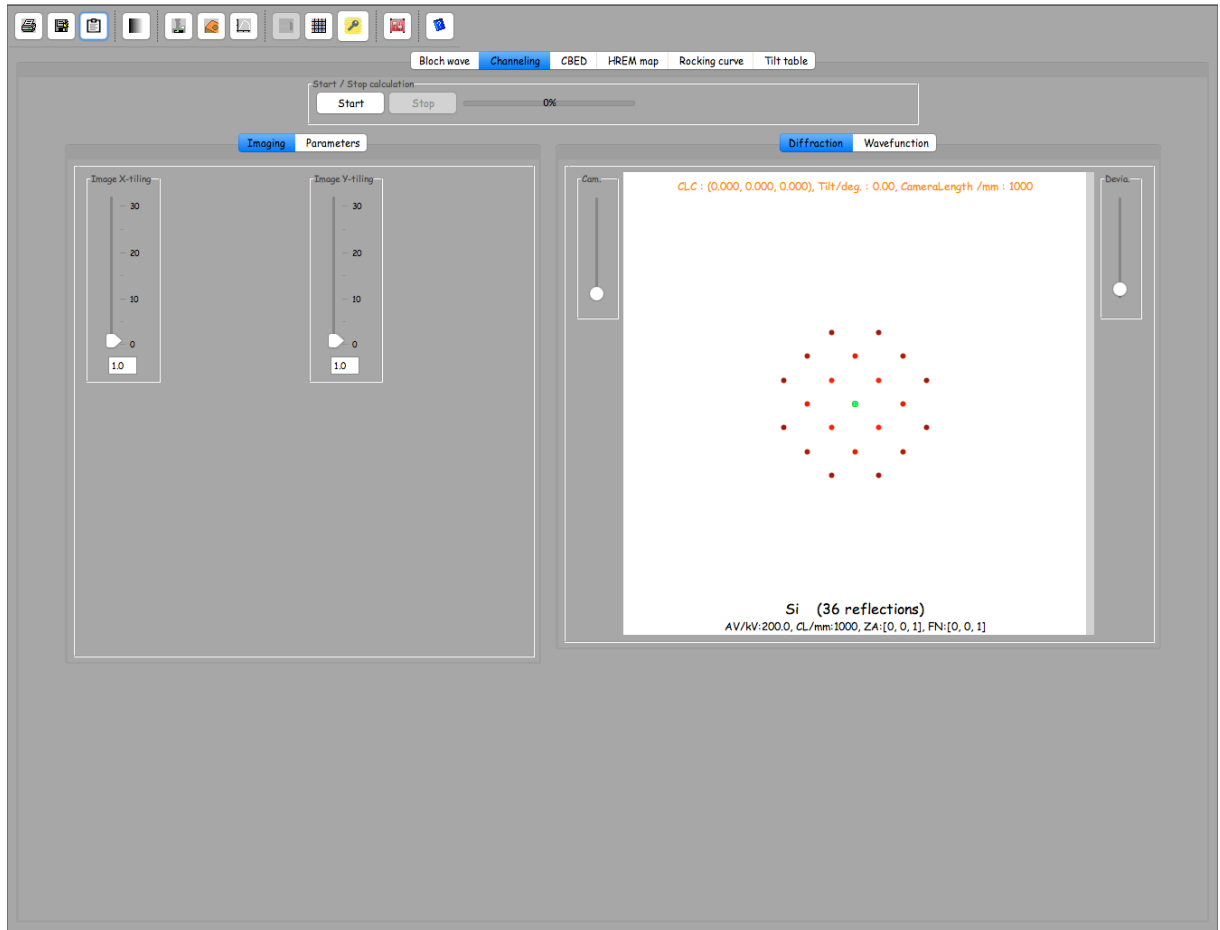 Bloch wave Channeling CBED HREM map Rocking curve Tilt table
Start / Stop calculation
Start Stop 0%
Imaging Parameters
Diffraction Wavefunction
Image X-tiling
30
20
10
0
1.0
Image Y-tiling
30
20
10
0
1.0
Cam.
CLC : (0.000, 0.000, 0.000), Tilt/deg. : 0.00, CameraLength /mm : 1000
Devia.
Si (36 reflections)
AV/kV:200.0, CL/mm:1000, ZA:[0, 0, 1], FN:[0, 0, 1]